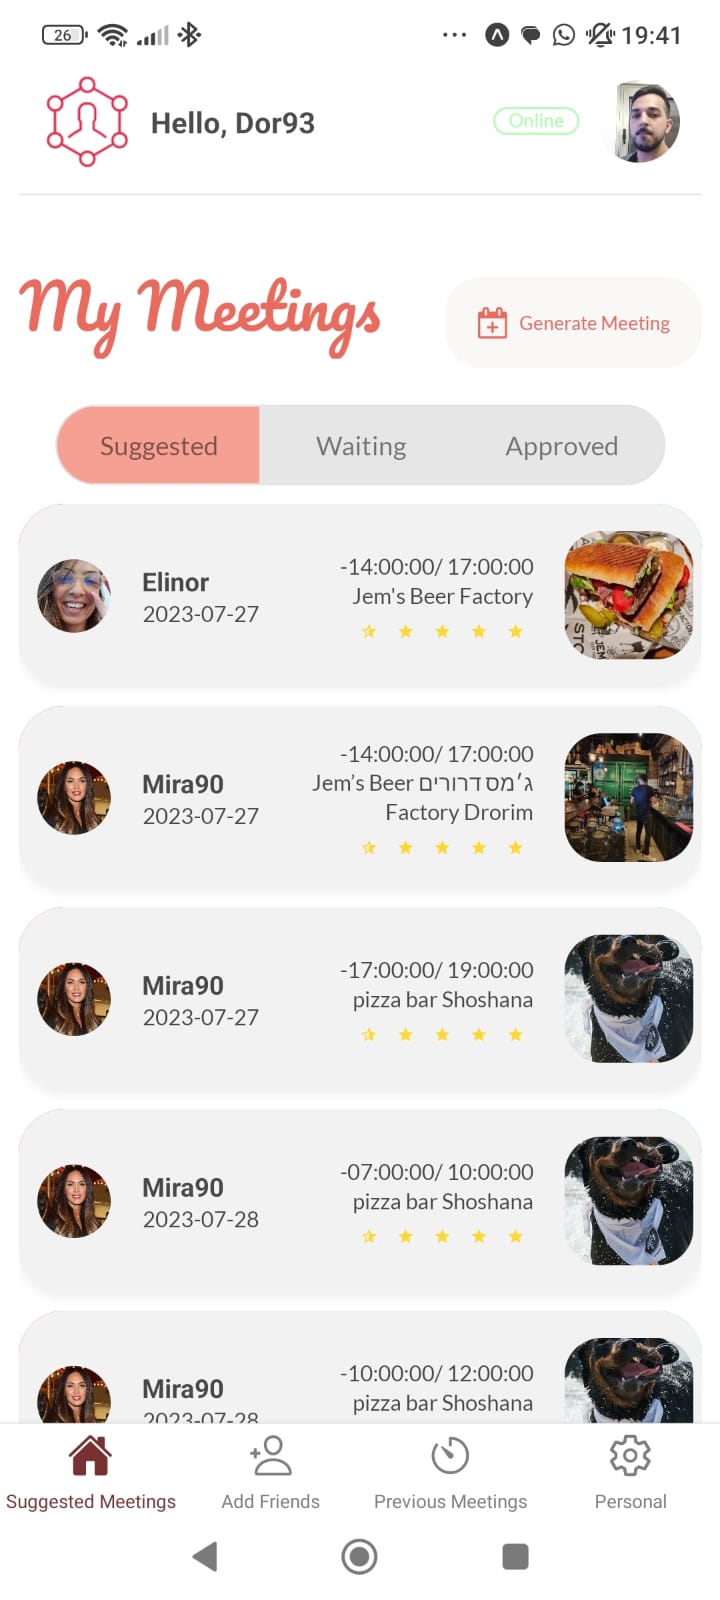 26
19:41
Hello, Dor93
Online
My Meetings
Generate Meeting
Suggested
Waiting
Approved
Elinor
2023-07-27
-14:00:00/ 17:00:00
Jem's Beer Factory
Mira90
2023-07-27
-14:00:00/ 17:00:00
Jem’s Beer ג׳מס דרורים
Factory Drorim
Mira90
2023-07-27
-17:00:00/ 19:00:00
pizza bar Shoshana
Mira90
2023-07-28
-07:00:00/ 10:00:00
pizza bar Shoshana
Mira90
2023-07-28
-10:00:00/ 12:00:00
pizza bar Shoshana
Suggested Meetings
Add Friends
Previous Meetings
Personal